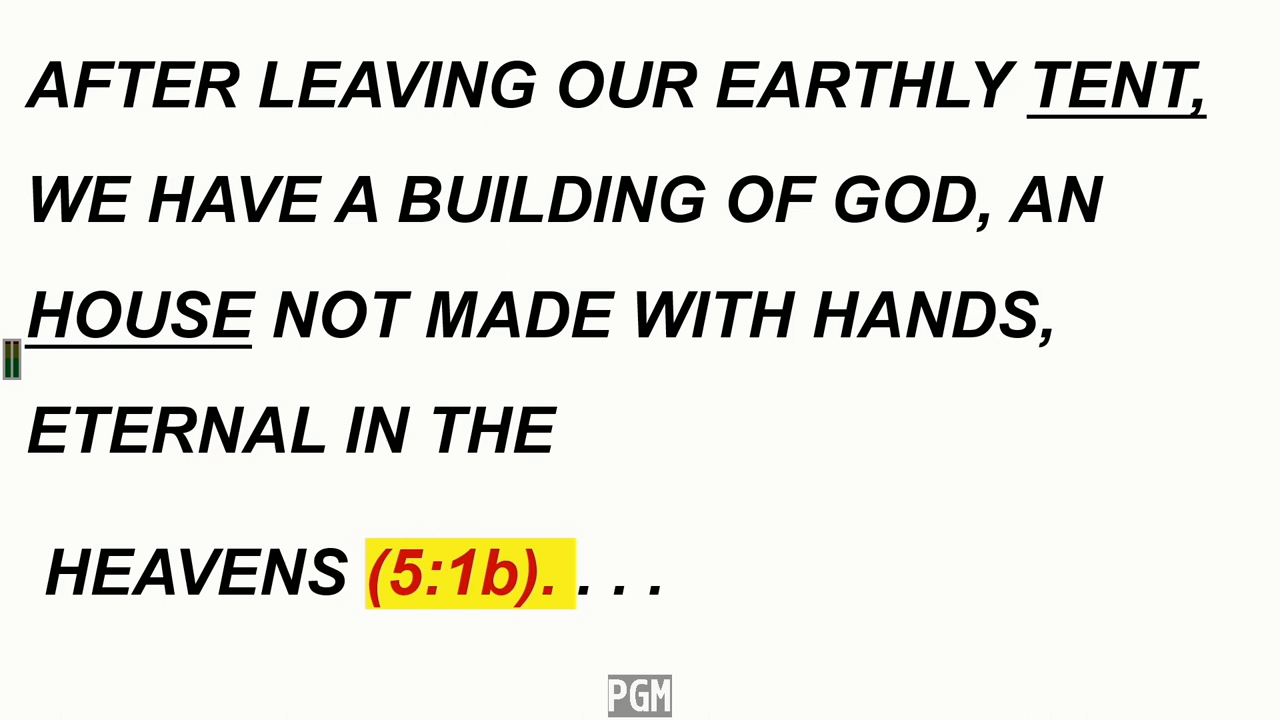 AFTER LEAVING OUR EARTHLY TENT,
WE HAVE A BUILDING OF GOD, AN
HOUSE NOT MADE WITH HANDS,
ETERNAL IN THE
HEAVENS (5:1b). . . .
PGM